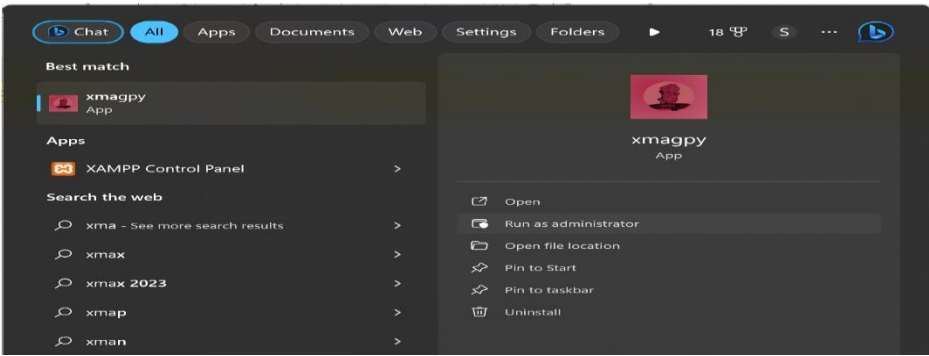 Chat All Apps Documents Web Settings Folders 18 S ...
Best match
xmagpy
App
Apps
XAMPP Control Panel
Search the web
xma - See more search results
xmax
xmax 2023
xmap
xman
xmagpy
App
Open
Run as administrator
Open file location
Pin to Start
Pin to taskbar
Uninstall